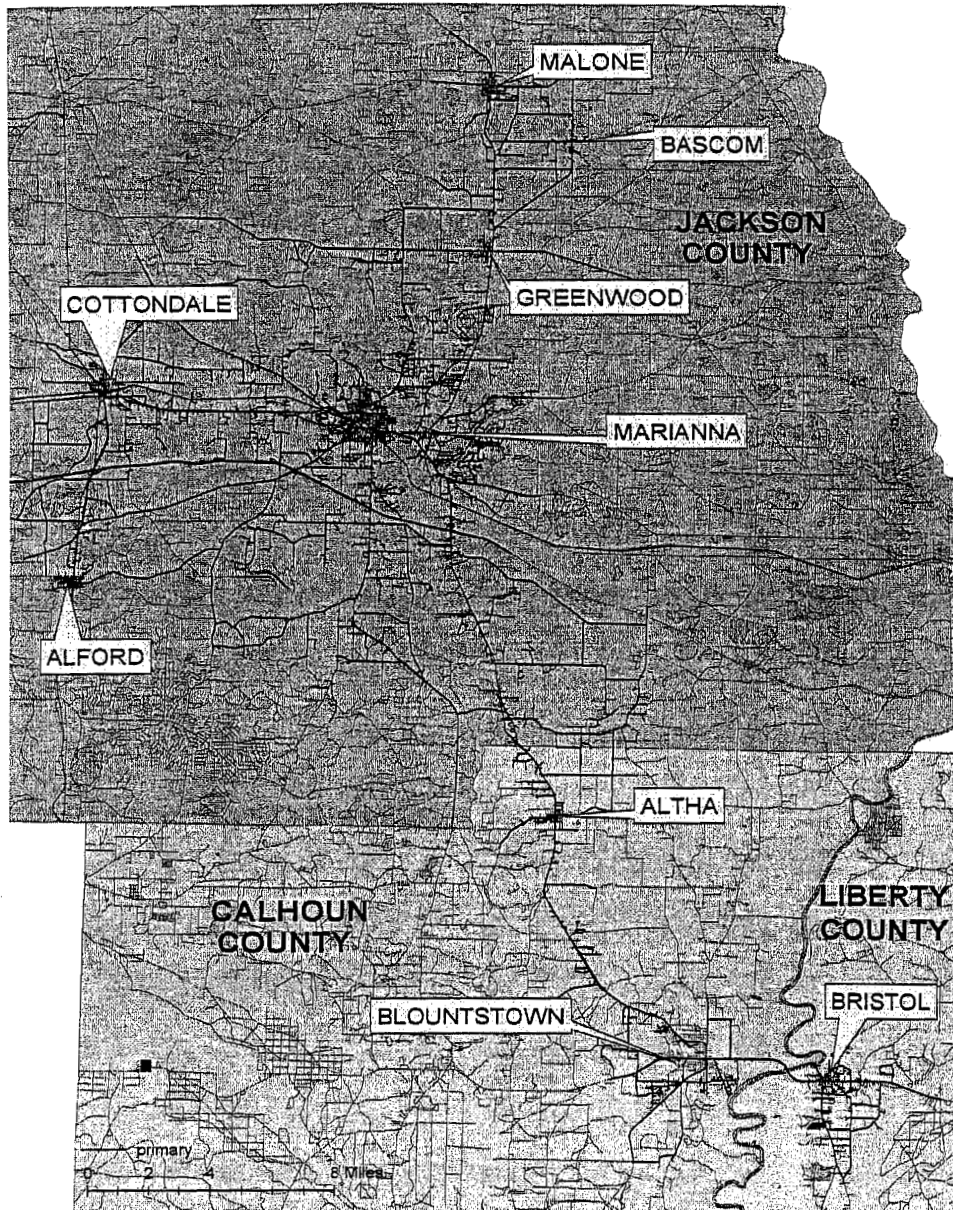 MALONE
BASCOM
JACKSON
COUNTY
COTTONDALE
GREENWOOD
MARIANNA
ALFORD
ALTHA
CALHOUN
COUNTY
LIBERTY
COUNTY
BLOUNTSTOWN
BRISTOL
primary
0 2 4 8 Miles